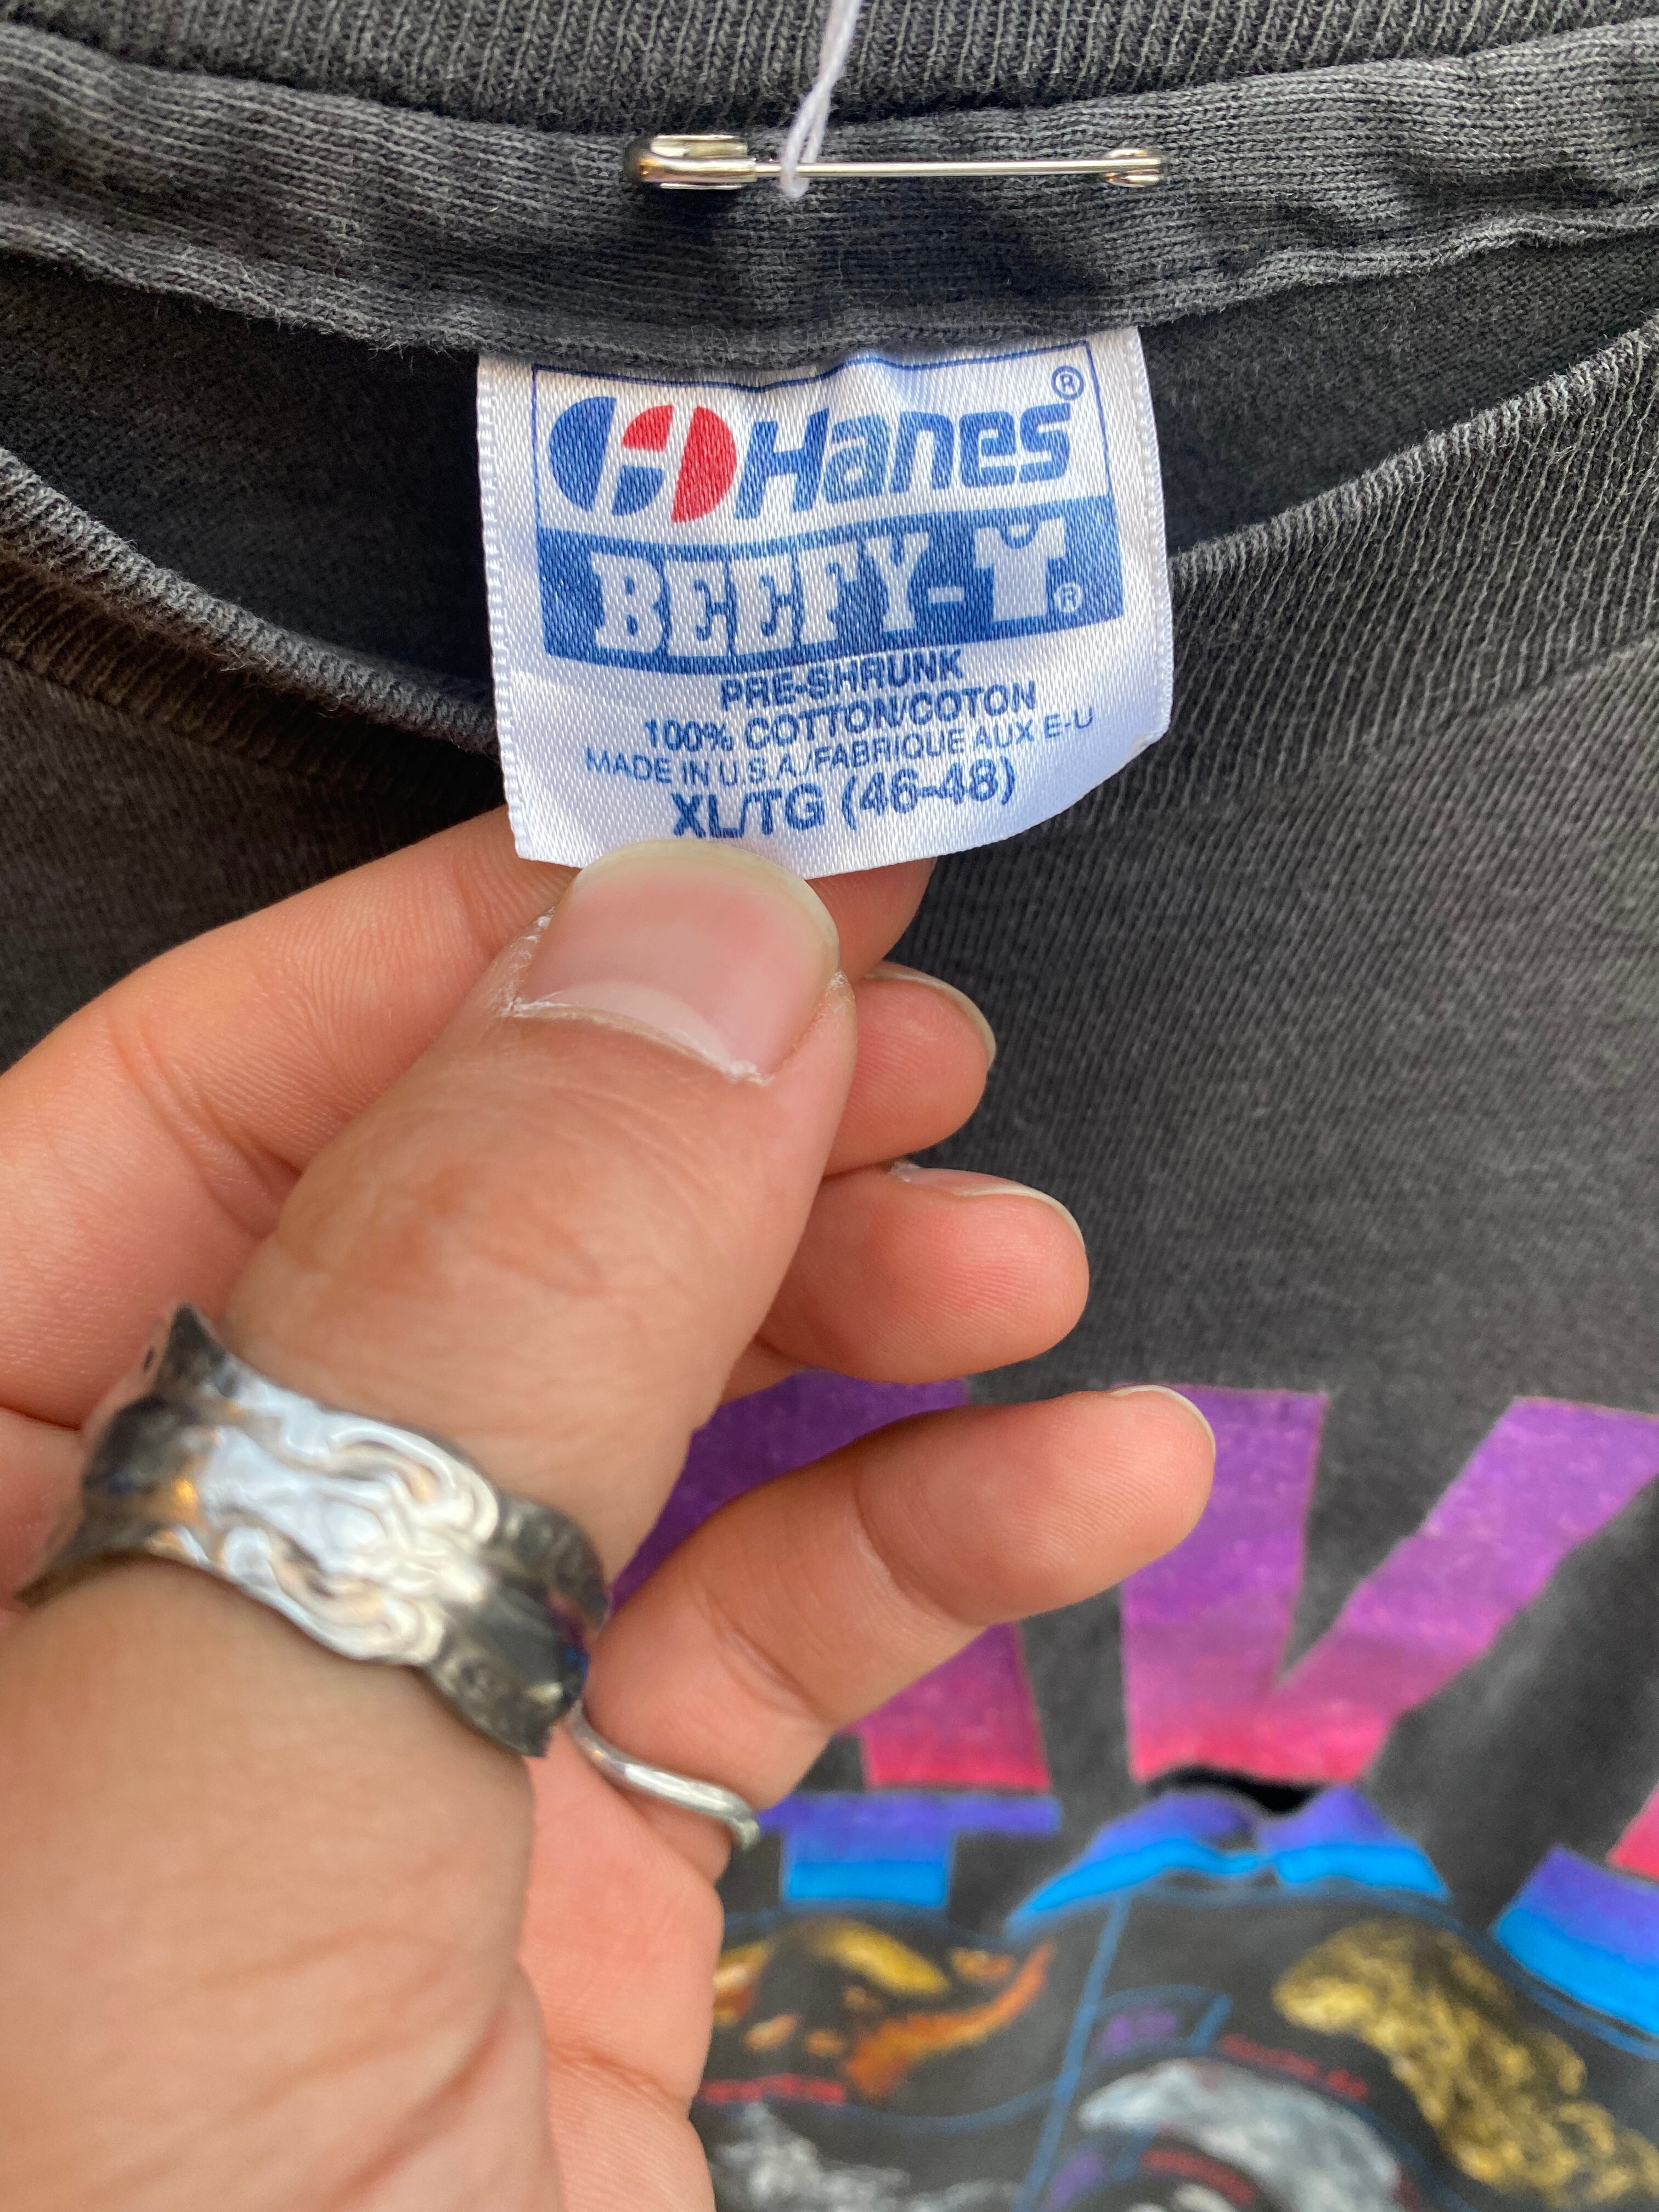 Hanes®
BEEFY-T®
PRE-SHRUNK
100% COTTON/COTON
MADE IN U.S.A./FABRIQUE AUX E-U
XL/TG (46-48)